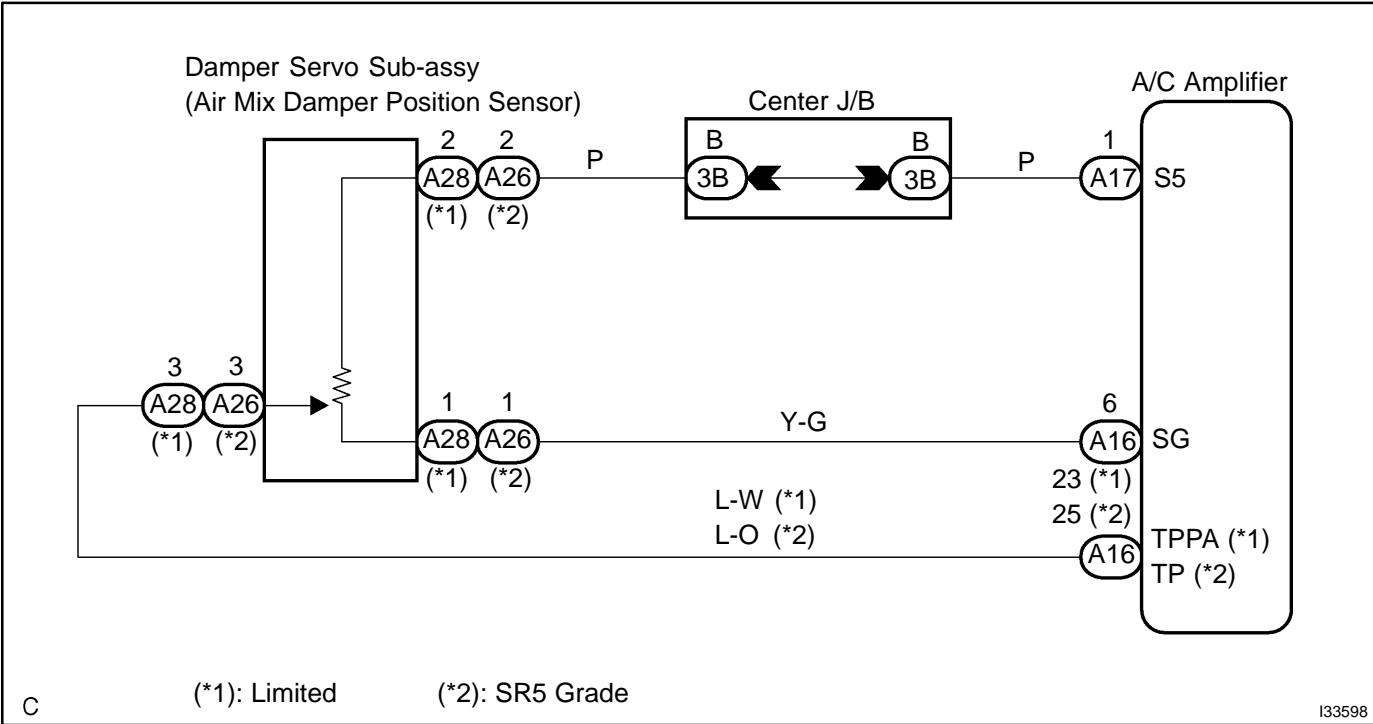 Damper Servo Sub-assy
(Air Mix Damper Position Sensor)
Center J/B
A/C Amplifier
2 2
A28 A26
(*1) (*2)
P
B B
3B 3B
P
1
A17 S5
3 3
A28 A26
(*1) (*2)
1 1
A28 A26
(*1) (*2)
Y-G
6
A16 SG
L-W (*1)
L-O (*2)
23 (*1)
25 (*2)
A16
TPPA (*1)
TP (*2)
(*1): Limited (*2): SR5 Grade
C
I33598